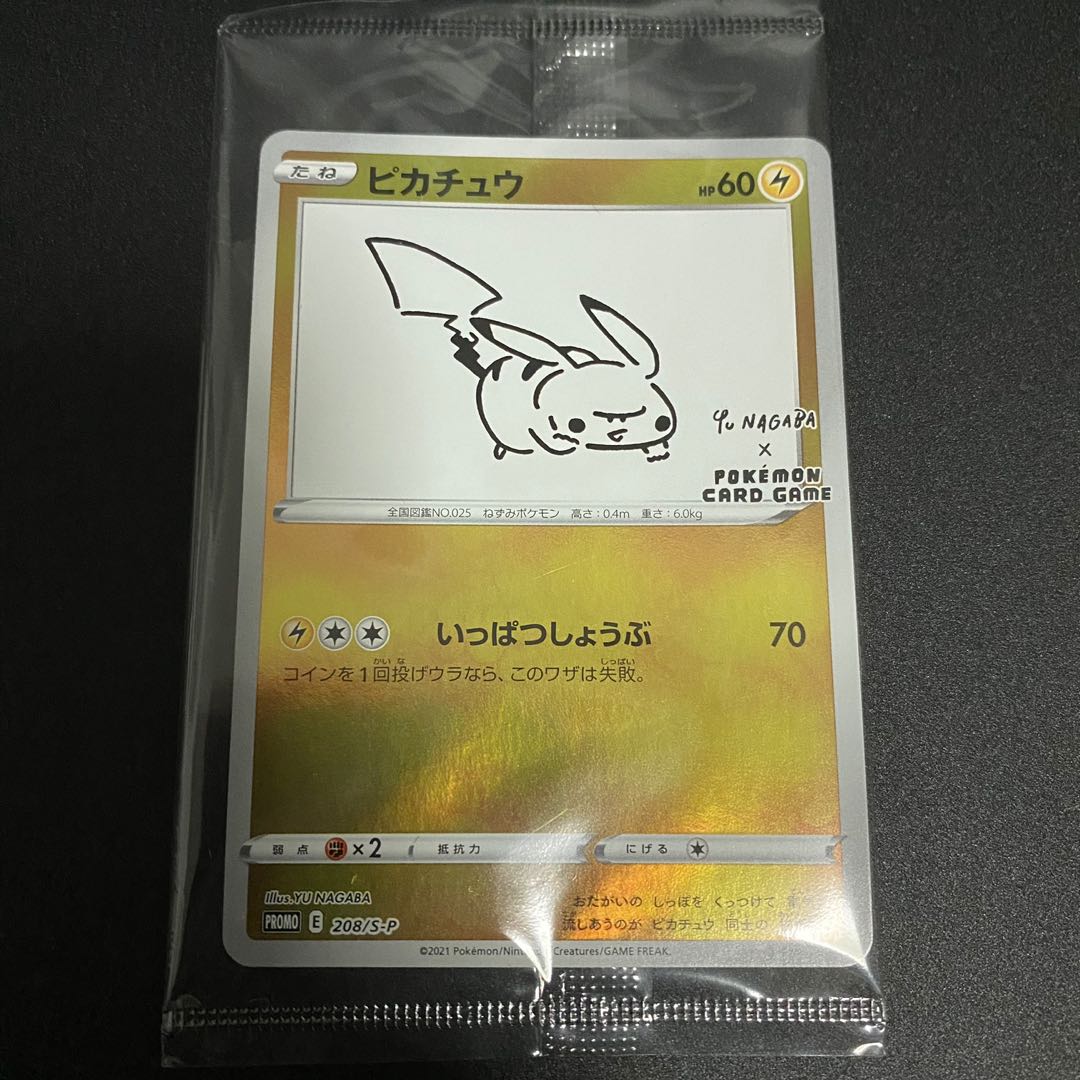 たね ピカチュウ HP 60
Yu NAGABA
×
POKÉMON
CARD GAME
全国図鑑NO.025 ねずみポケモン 高さ:0.4m 重さ:6.0kg
いっぱつしょうぶ 70
コインを1回投げウラなら、このワザは失敗。
弱点 ×2 抵抗力 にげる
Illus.YU NAGABA
PROMO E 208/S-P
おたがいの しっぽを くっつけて
流しあうのが ピカチュウ 同士の
©2021 Pokémon/Nintendo/Creatures/GAME FREAK.